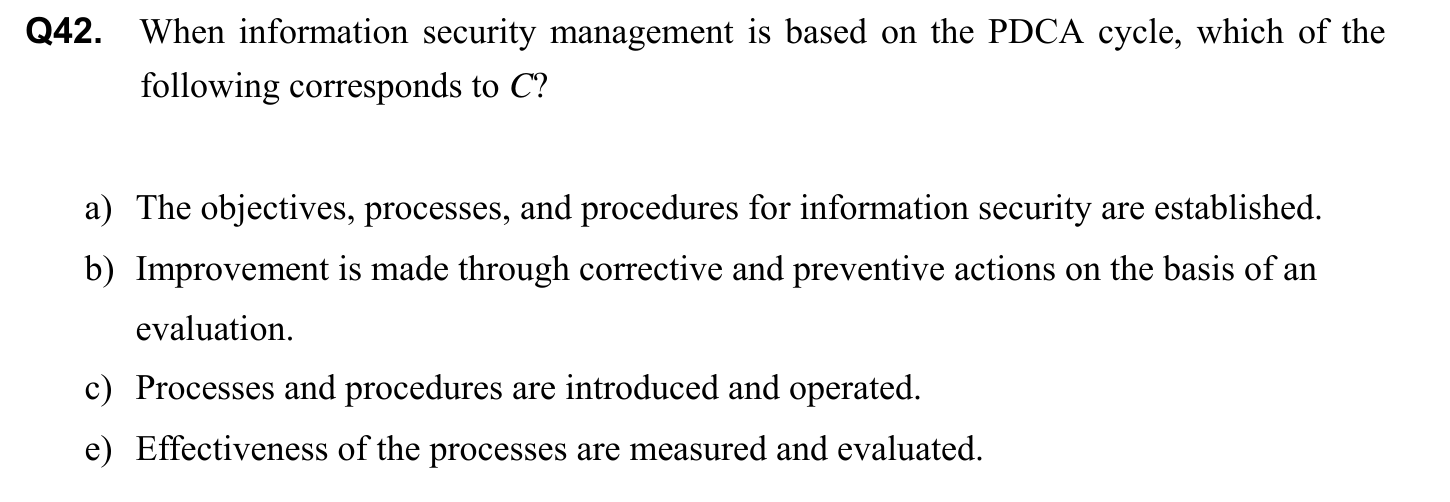 Q42. When information security management is based on the PDCA cycle, which of the
following corresponds to C?
a) The objectives, processes, and procedures for information security are established.
b) Improvement is made through corrective and preventive actions on the basis of an
evaluation.
c) Processes and procedures are introduced and operated.
e) Effectiveness of the processes are measured and evaluated.